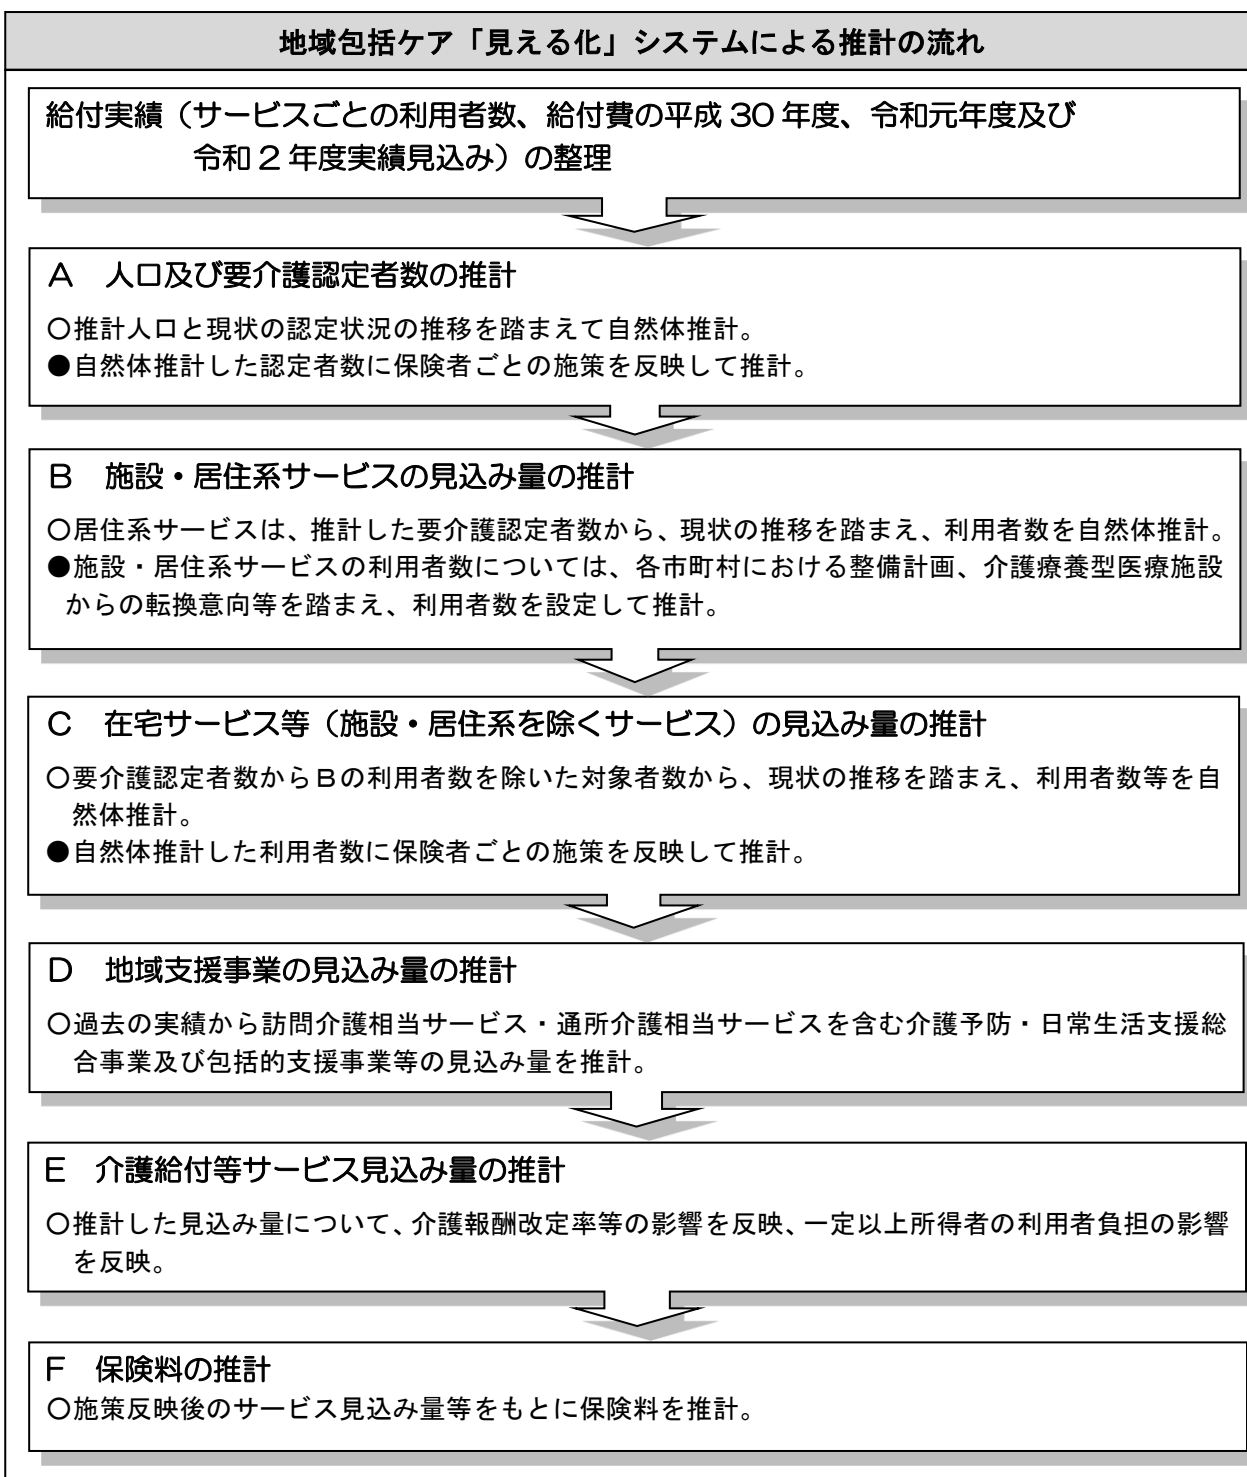 地域包括ケア「見える化」システムによる推計の流れ
給付実績（サービスごとの利用者数、給付費の平成 30 年度、令和元年度及び
令和 2 年度実績見込み）の整理
A　人口及び要介護認定者数の推計
○推計人口と現状の認定状況の推移を踏まえて自然体推計。
●自然体推計した認定者数に保険者ごとの施策を反映して推計。
B　施設・居住系サービスの見込み量の推計
○居住系サービスは、推計した要介護認定者数から、現状の推移を踏まえ、利用者数を自然体推計。
●施設・居住系サービスの利用者数については、各市町村における整備計画、介護療養型医療施設
からの転換意向等を踏まえ、利用者数を設定して推計。
C　在宅サービス等（施設・居住系を除くサービス）の見込み量の推計
○要介護認定者数からＢの利用者数を除いた対象者数から、現状の推移を踏まえ、利用者数等を自
然体推計。
●自然体推計した利用者数に保険者ごとの施策を反映して推計。
D　地域支援事業の見込み量の推計
○過去の実績から訪問介護相当サービス・通所介護相当サービスを含む介護予防・日常生活支援総
合事業及び包括的支援事業等の見込み量を推計。
E　介護給付等サービス見込み量の推計
○推計した見込み量について、介護報酬改定率等の影響を反映、一定以上所得者の利用者負担の影響
を反映。
F　保険料の推計
○施策反映後のサービス見込み量等をもとに保険料を推計。